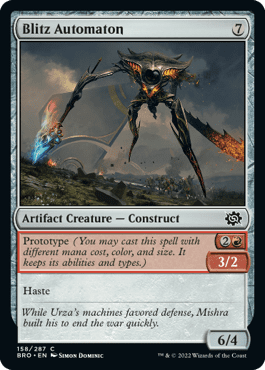 Blitz Automaton 7
Artifact Creature — Construct
Prototype (You may cast this spell with 2
different mana cost, color, and size. It
keeps its abilities and types.) 3/2
Haste
While Urza's machines favored defense, Mishra
built his to end the war quickly.
6/4
158/287 C
BRO • EN SIMON DOMINIC ™ & © 2022 Wizards of the Coast